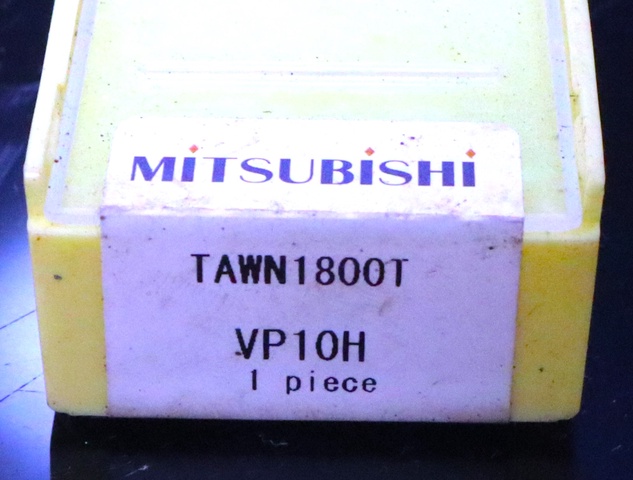 MITSUBISHI
TAWN1800T
VP10H
1 piece